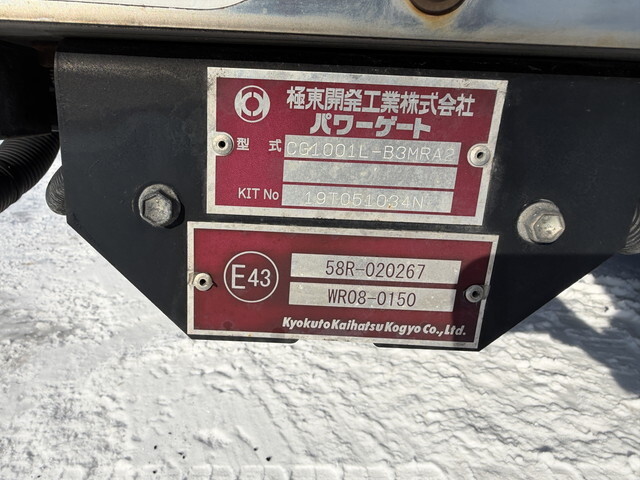 極東開発工業株式会社
パワーゲート
型式 CG1001L-B3MRA2
KIT No 19T051034N
E43
58R-020267
WR08-0150
Kyokuto Kaihatsu Kogyo Co., Ltd.